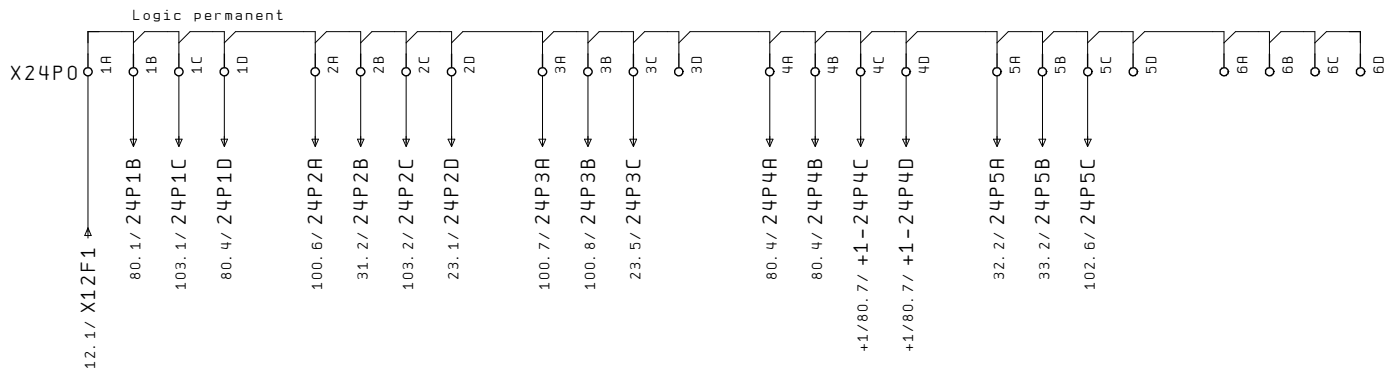 Logic permanent
X24P0
1A
1B
1C
1D
2A
2B
2C
2D
3A
3B
3C
3D
4A
4B
4C
4D
5A
5B
5C
5D
6A
6B
6C
6D
12.1/ X12F1
80.1/ 24P1B
103.1/ 24P1C
80.4/ 24P1D
100.6/ 24P2A
31.2/ 24P2B
103.2/ 24P2C
23.1/ 24P2D
100.7/ 24P3A
100.8/ 24P3B
23.5/ 24P3C
80.4/ 24P4A
80.4/ 24P4B
+1/80.7/ +1-24P4C
+1/80.7/ +1-24P4D
32.2/ 24P5A
33.2/ 24P5B
102.6/ 24P5C